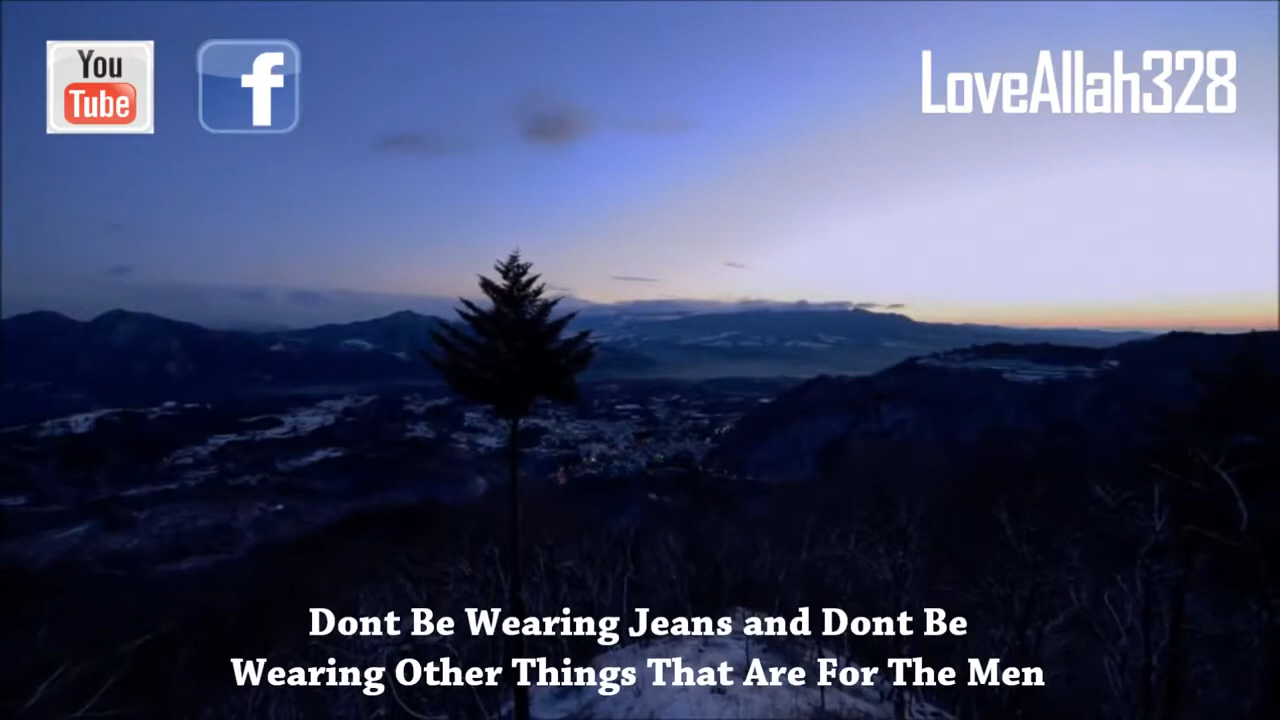 You
Tube
f
LoveAllah328
Dont Be Wearing Jeans and Dont Be
Wearing Other Things That Are For The Men